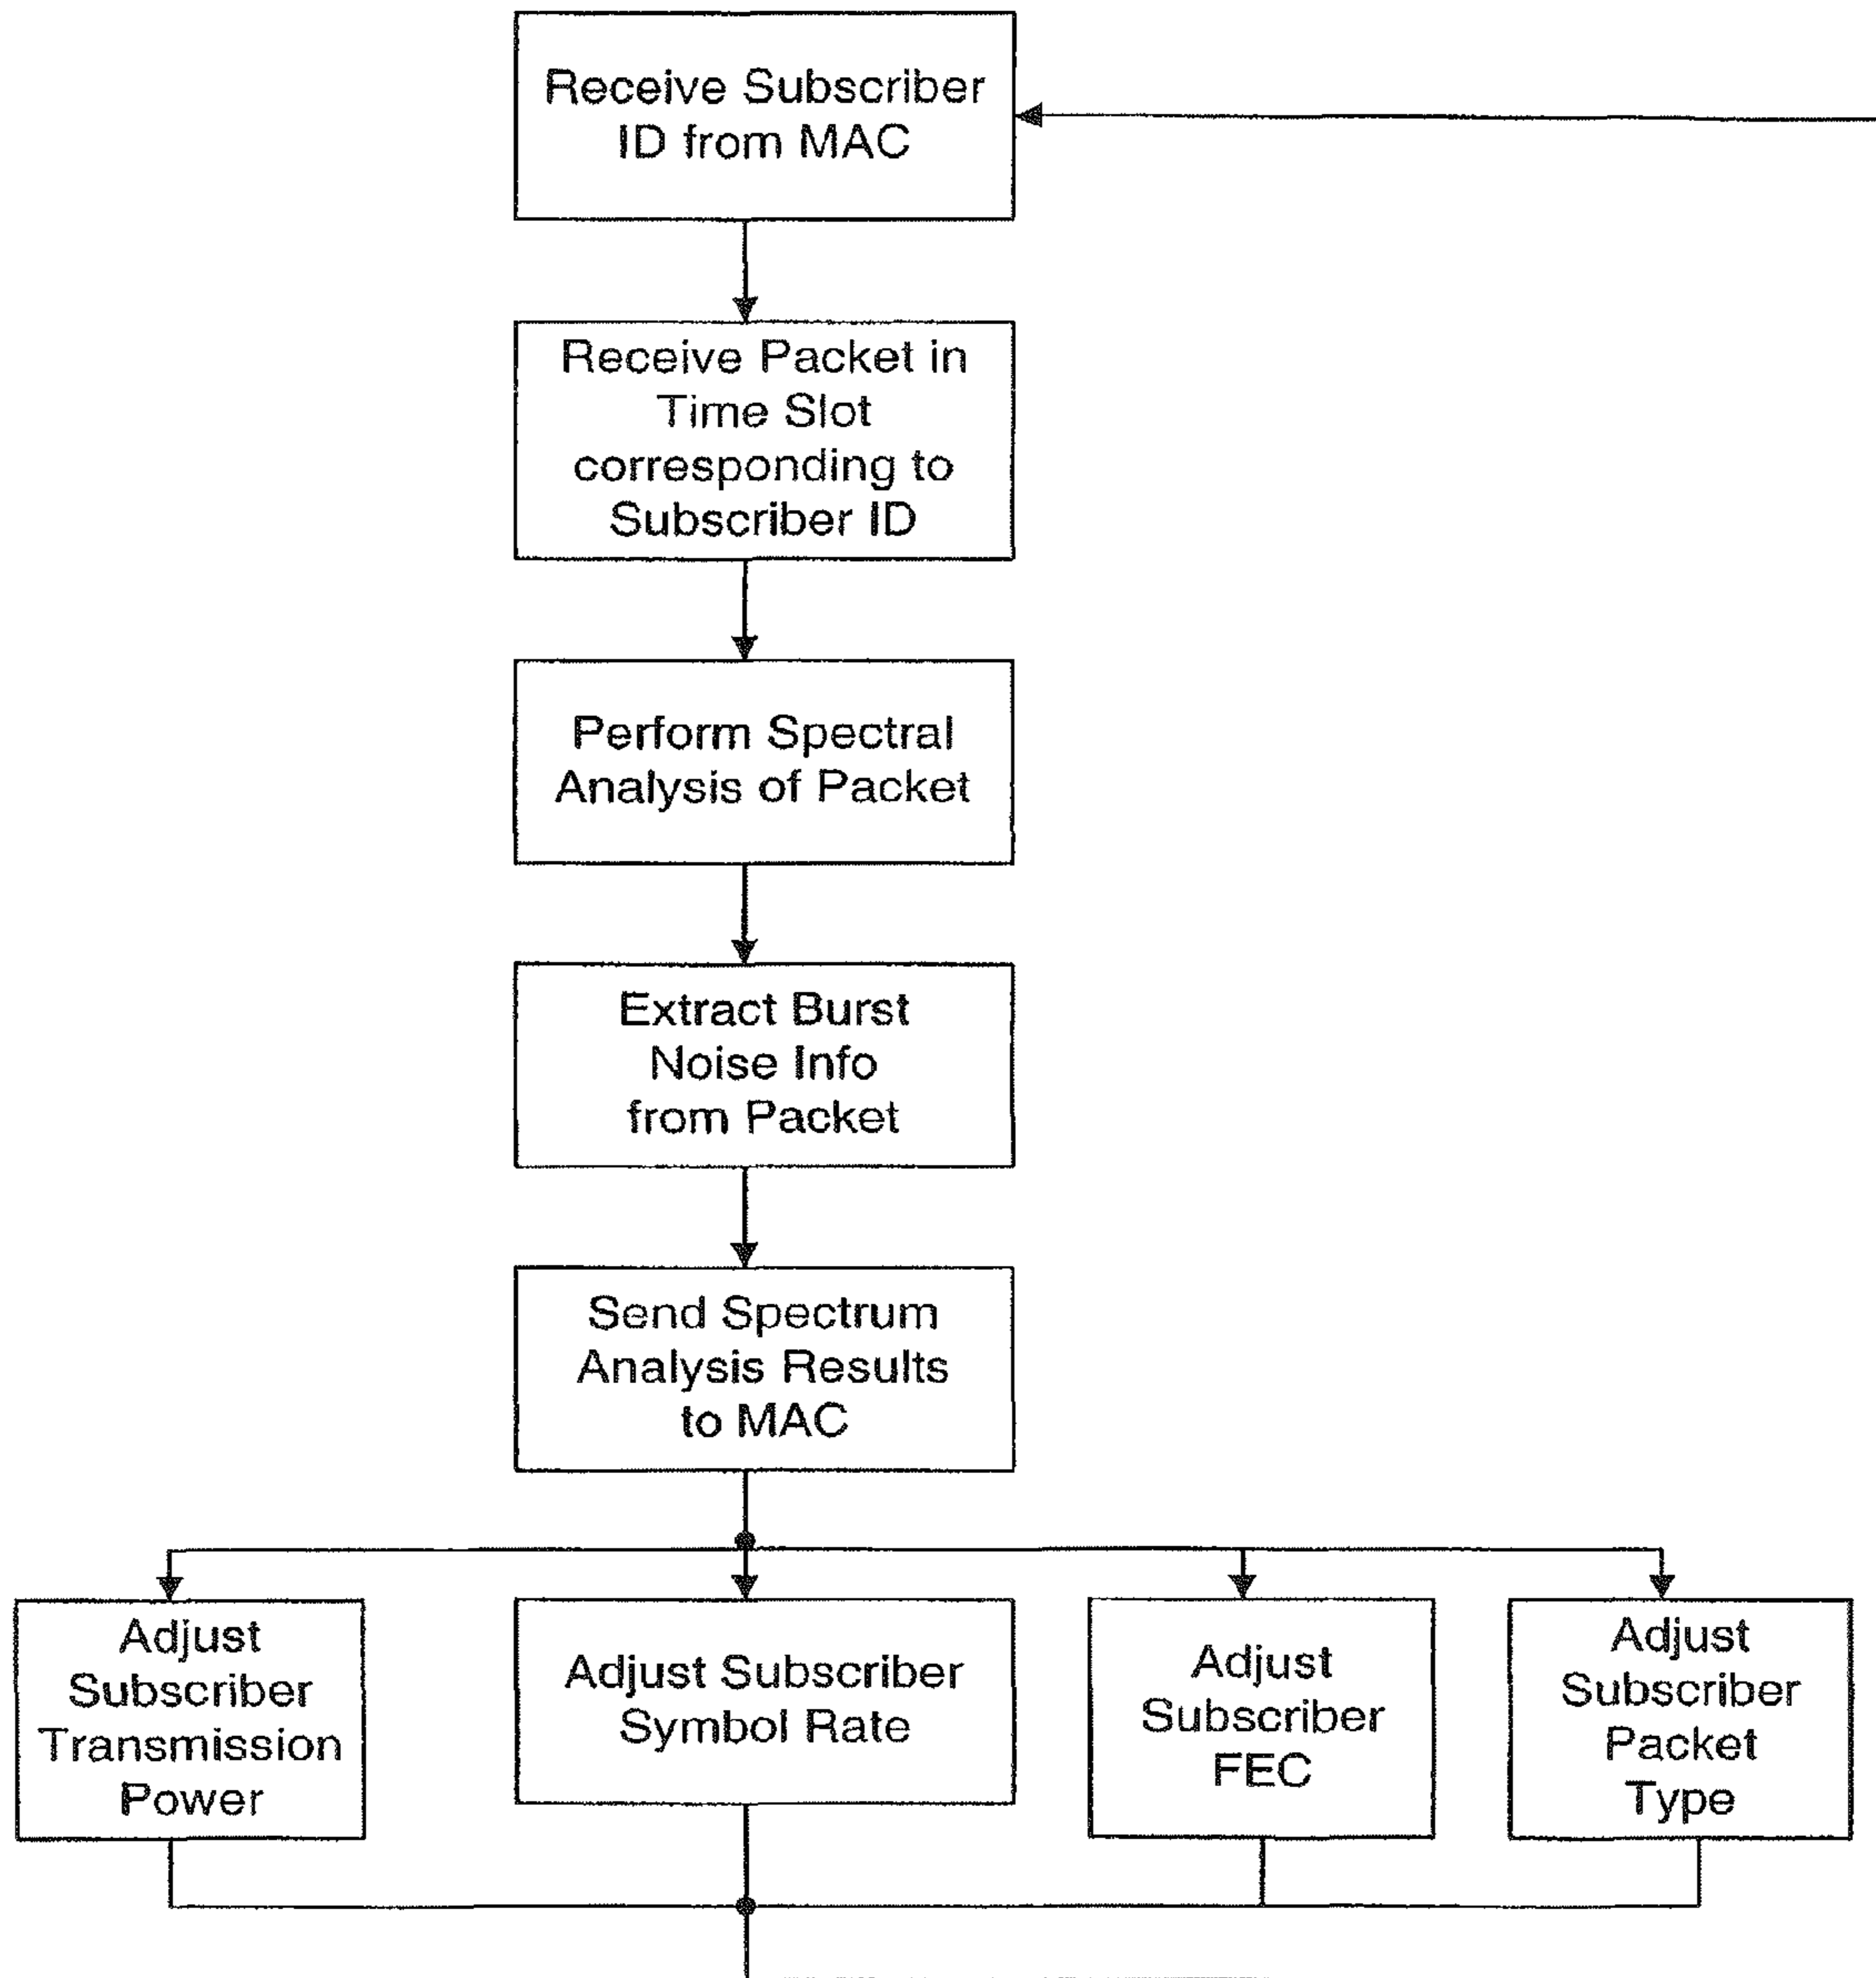 Receive Subscriber
ID from MAC
Receive Packet in
Time Slot
corresponding to
Subscriber ID
Perform Spectral
Analysis of Packet
Extract Burst
Noise Info
from Packet
Send Spectrum
Analysis Results
to MAC
Adjust
Subscriber
Transmission
Power
Adjust Subscriber
Symbol Rate
Adjust
Subscriber
FEC
Adjust
Subscriber
Packet
Type